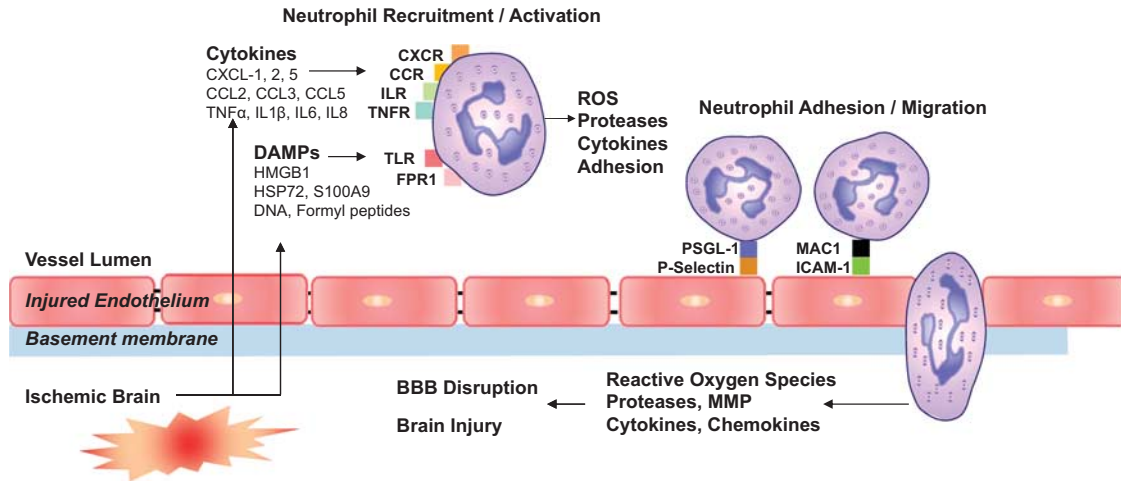 Neutrophil Recruitment / Activation
Cytokines
CXCL-1, 2, 5
CCL2, CCL3, CCL5
TNFα, IL1β, IL6, IL8
CXCR
CCR
ILR
TNFR
DAMPs
HMGB1
HSP72, S100A9
DNA, Formyl peptides
TLR
FPR1
ROS
Proteases
Cytokines
Adhesion
Neutrophil Adhesion / Migration
PSGL-1
P-Selectin
MAC1
ICAM-1
Vessel Lumen
Injured Endothelium
Basement membrane
Ischemic Brain
BBB Disruption
Brain Injury
Reactive Oxygen Species
Proteases, MMP
Cytokines, Chemokines